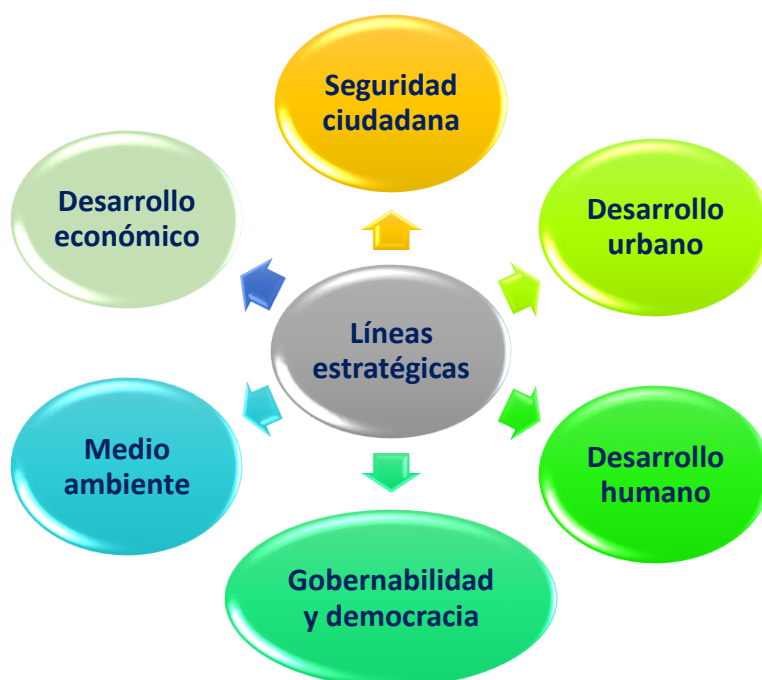 Seguridad
ciudadana
Desarrollo
económico
Desarrollo
urbano
Líneas
estratégicas
Medio
ambiente
Desarrollo
humano
Gobernabilidad
y democracia